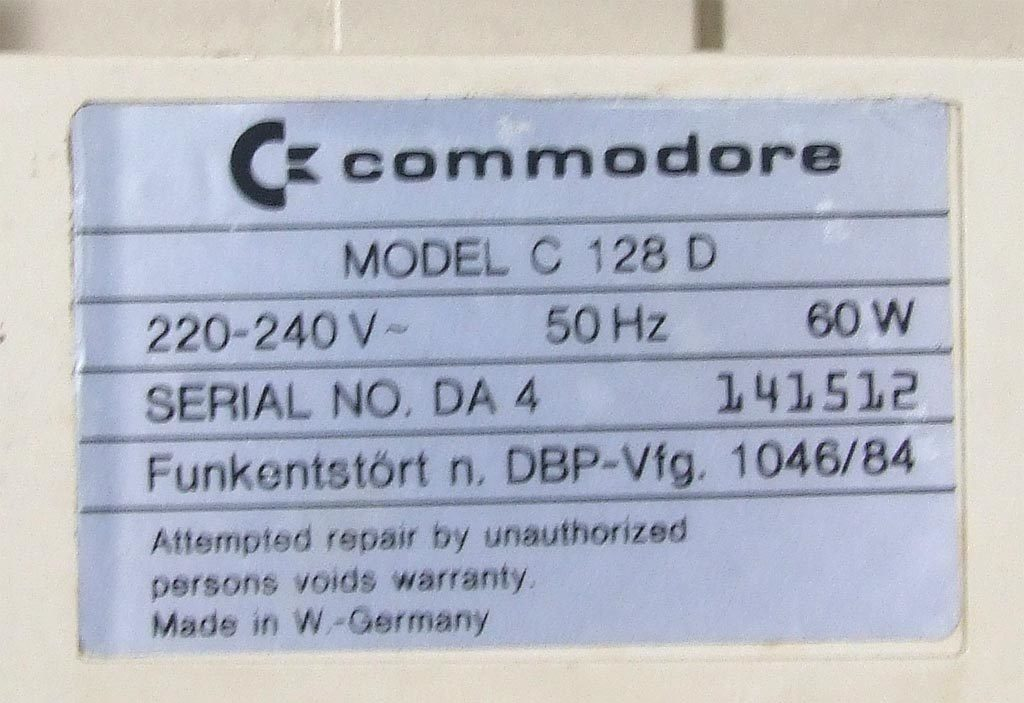 commodore
MODEL C 128 D
220-240 V~ 50 Hz 60 W
SERIAL NO. DA 4 141512
Funkentstört n. DBP-Vfg. 1046/84
Attempted repair by unauthorized
persons voids warranty.
Made in W.-Germany